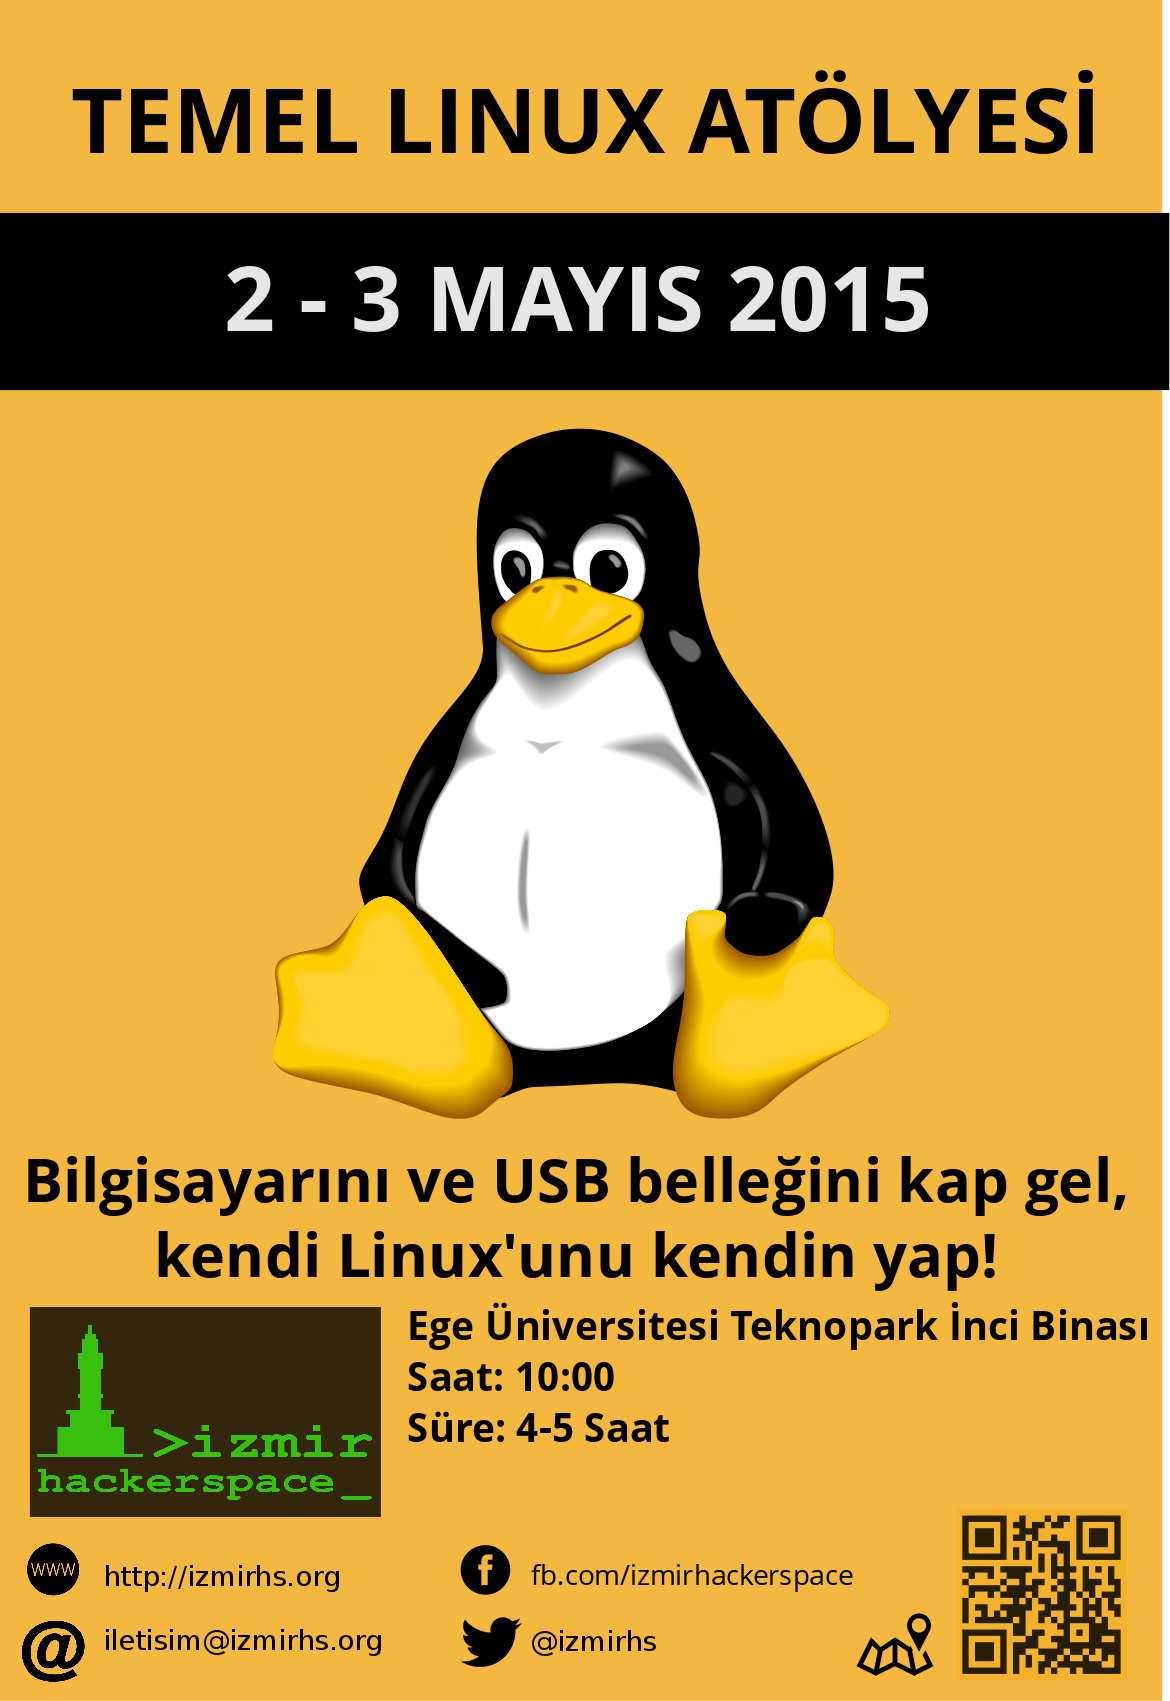 TEMEL LINUX ATÖLYESİ
2 - 3 MAYIS 2015
Bilgisayarını ve USB belleğini kap gel,
kendi Linux'unu kendin yap!
Ege Üniversitesi Teknopark İnci Binası
Saat: 10:00
Süre: 4-5 Saat
>izmir
hackerspace_
WWW http://izmirhs.org
fb.com/izmirhackerspace
@ iletisim@izmirhs.org
@izmirhs